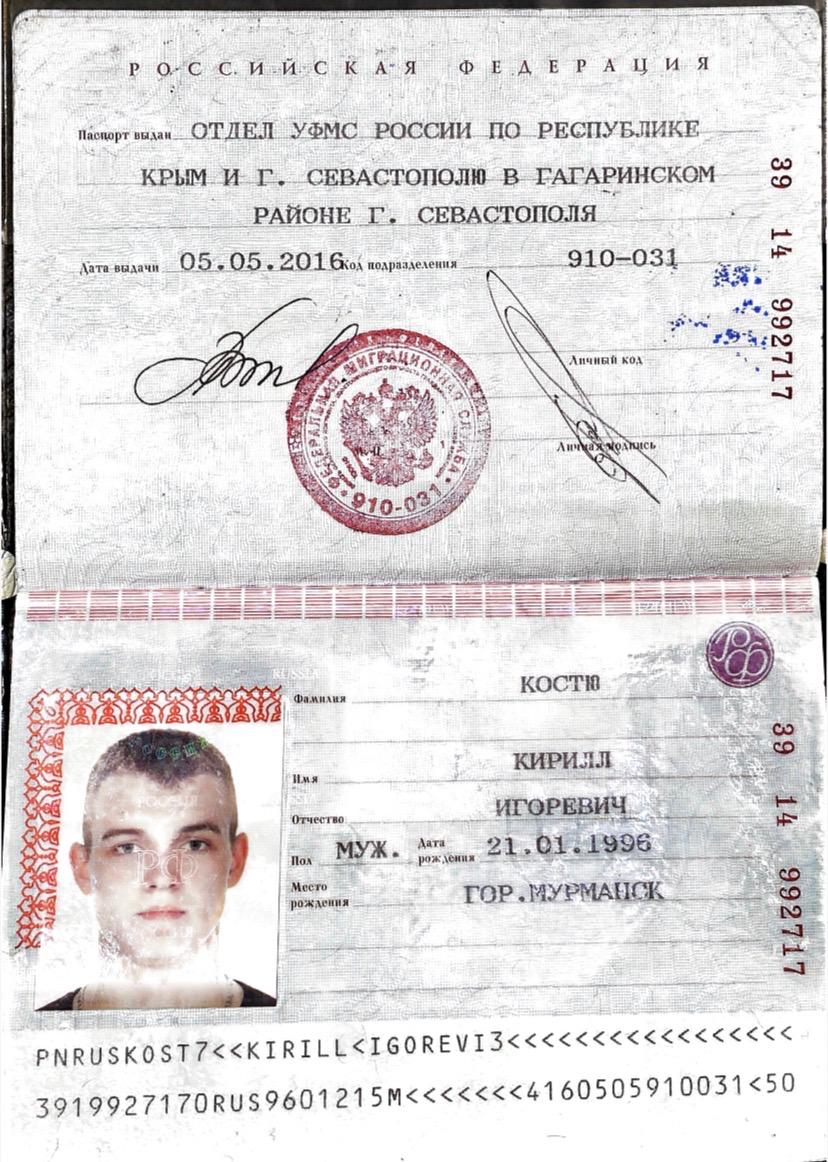 РОССИЙСКАЯ ФЕДЕРАЦИЯ
Паспорт выдан ОТДЕЛ УФМС РОССИИ ПО РЕСПУБЛИКЕ
КРЫМ И Г. СЕВАСТОПОЛЮ В ГАГАРИНСКОМ
РАЙОНЕ Г. СЕВАСТОПОЛЯ
Дата выдачи 05.05.2016 Код подразделения 910-031
39 14 992717
Личный код
Личная подпись
ФЕДЕРАЛЬНАЯ МИГРАЦИОННАЯ СЛУЖБА
М.П.
910-031
РФ
Фамилия КОСТЮ
Имя КИРИЛЛ
Отчество ИГОРЕВИЧ
Пол МУЖ. Дата рождения 21.01.1996
Место рождения ГОР.МУРМАНСК
39 14 992717
РОССИЯ
РФ
PNRUSKOST7<<KIRILL<IGOREVI3<<<<<<<<<<<<<<<<<
3919927170RUS9601215M<<<<<<<4160505910031<50